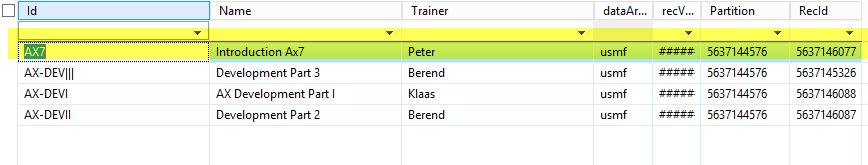 Id Name Trainer dataAr... recV... Partition RecId
AX7 Introduction Ax7 Peter usmf ##### 5637144576 5637146077
AX-DEV||| Development Part 3 Berend usmf ##### 5637144576 5637145326
AX-DEVI AX Development Part I Klaas usmf ##### 5637144576 5637146088
AX-DEVII Development Part 2 Berend usmf ##### 5637144576 5637146087